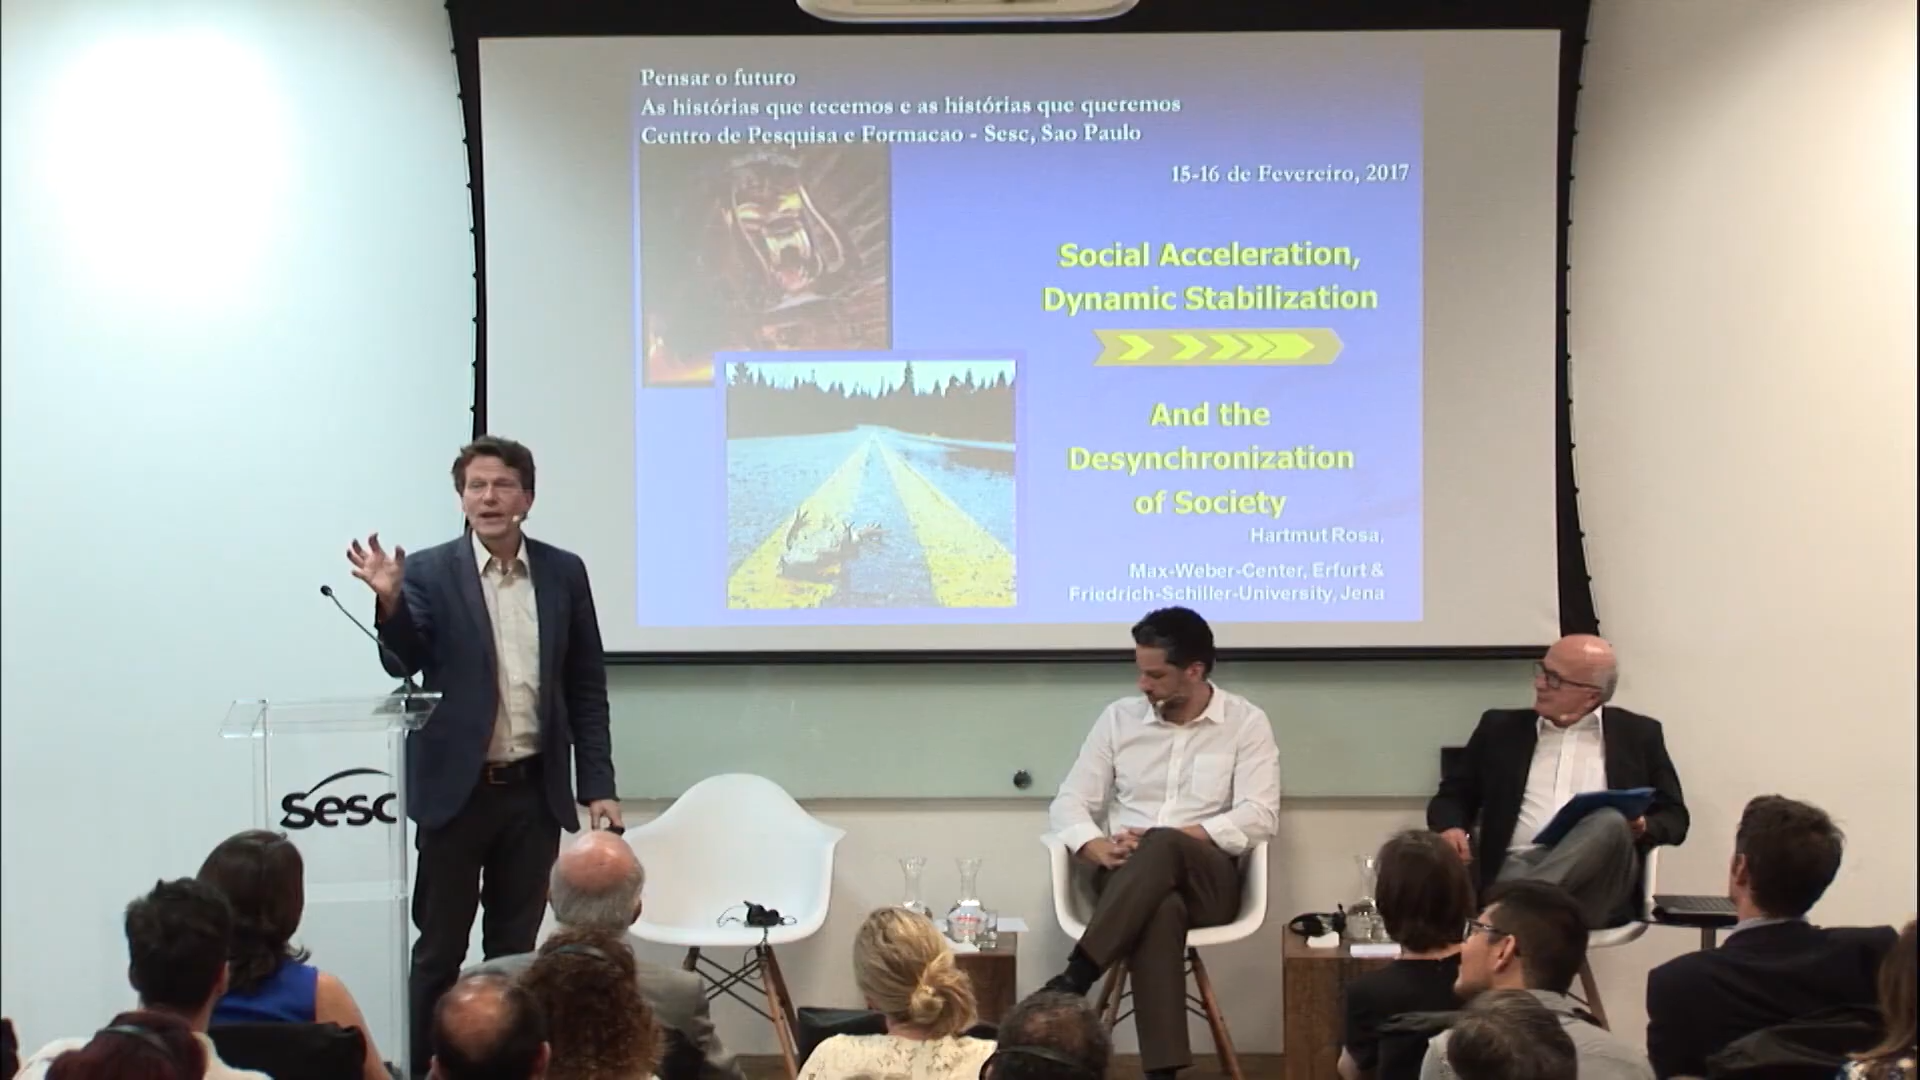 Pensar o futuro
As histórias que tecemos e as histórias que queremos
Centro de Pesquisa e Formacao - Sesc, Sao Paulo
15-16 de Fevereiro, 2017
Social Acceleration,
Dynamic Stabilization
And the
Desynchronization
of Society
Hartmut Rosa,
Max-Weber-Center, Erfurt &
Friedrich-Schiller-University, Jena
sesc